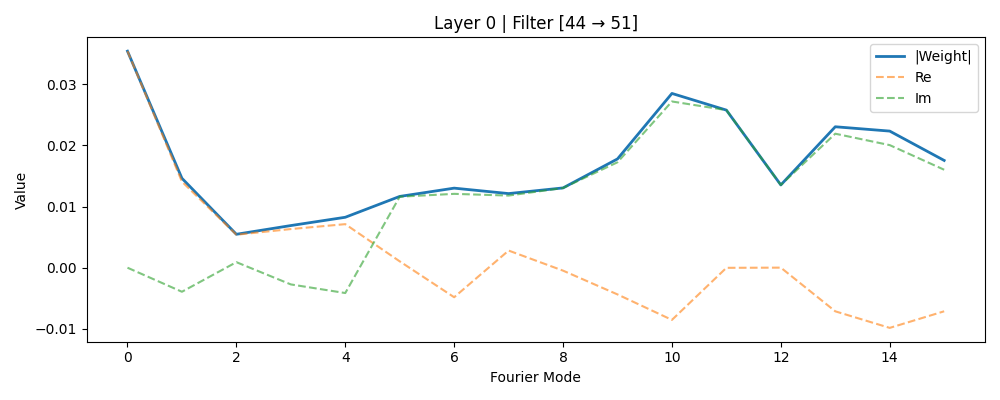 Layer 0 | Filter [44 → 51]
|Weight|
Re
Im
Value
0.03
0.02
0.01
0.00
−0.01
0 2 4 6 8 10 12 14
Fourier Mode